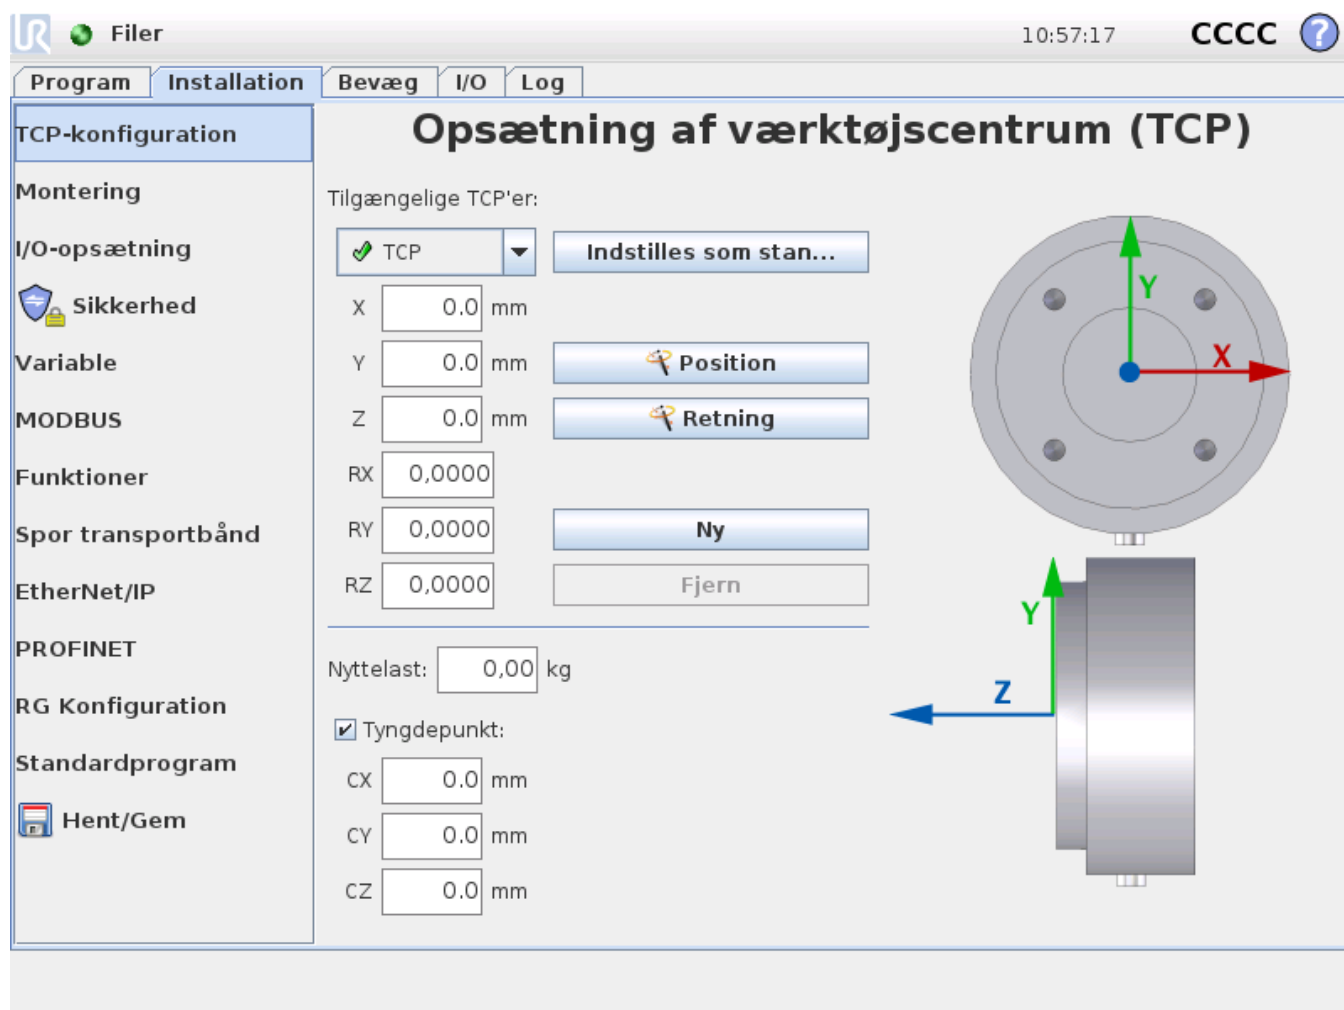 UR Filer 10:57:17 CCCC ?
Program Installation Bevæg I/O Log
TCP-konfiguration
Montering
I/O-opsætning
Sikkerhed
Variable
MODBUS
Funktioner
Spor transportbånd
EtherNet/IP
PROFINET
RG Konfiguration
Standardprogram
Hent/Gem
Opsætning af værktøjscentrum (TCP)
Tilgængelige TCP'er:
TCP Indstilles som stan...
X 0.0 mm
Y 0.0 mm Position
Z 0.0 mm Retning
RX 0,0000
RY 0,0000 Ny
RZ 0,0000 Fjern
Nyttelast: 0,00 kg
Tyngdepunkt:
CX 0.0 mm
CY 0.0 mm
CZ 0.0 mm
Y
X
Y
Z